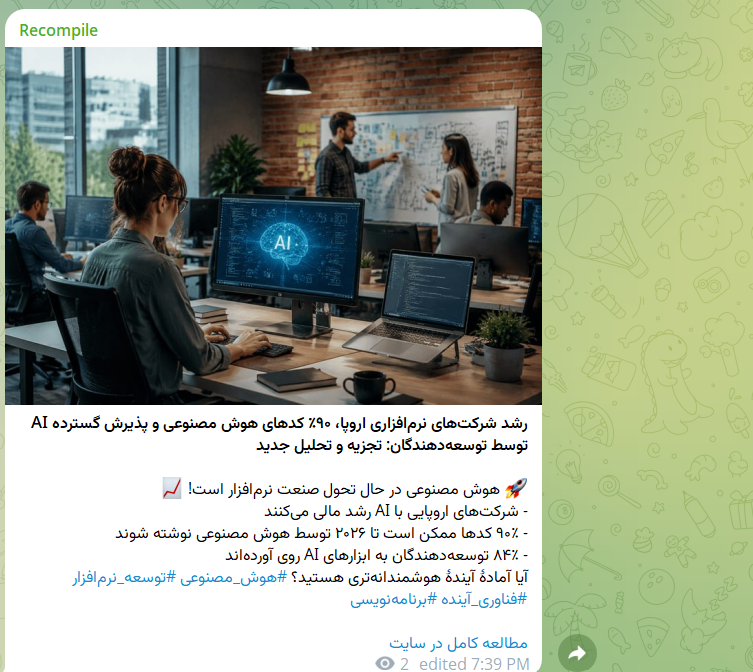 Recompile
AI
رشد شرکت‌های نرم‌افزاری اروپا، ۹۰٪ کدهای هوش مصنوعی و پذیرش گسترده AI
توسط توسعه‌دهندگان: تجزیه و تحلیل جدید
🚀 هوش مصنوعی در حال تحول صنعت نرم‌افزار است! 📈
- شرکت‌های اروپایی با AI رشد مالی می‌کنند
- ۹۰٪ کدها ممکن است تا ۲۰۲۶ توسط هوش مصنوعی نوشته شوند
- ۸۴٪ توسعه‌دهندگان به ابزارهای AI روی آورده‌اند
آیا آمادهٔ آیندهٔ هوشمندانه‌تری هستید؟ #هوش_مصنوعی #توسعه_نرم‌افزار
#فناوری_آینده #برنامه‌نویسی
مطالعه کامل در سایت
2 edited 7:39 PM